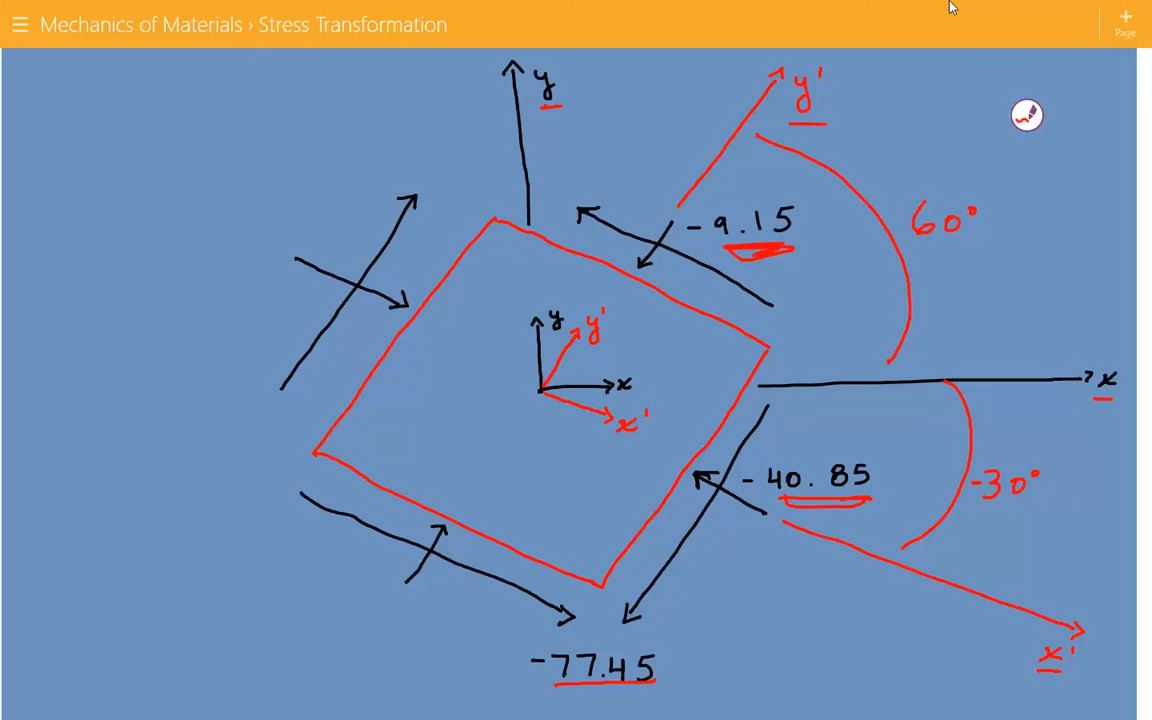 Mechanics of Materials › Stress Transformation
Page
y
y'
60°
-9.15
y
y'
x
x'
x
-40.85
-30°
x'
-77.45